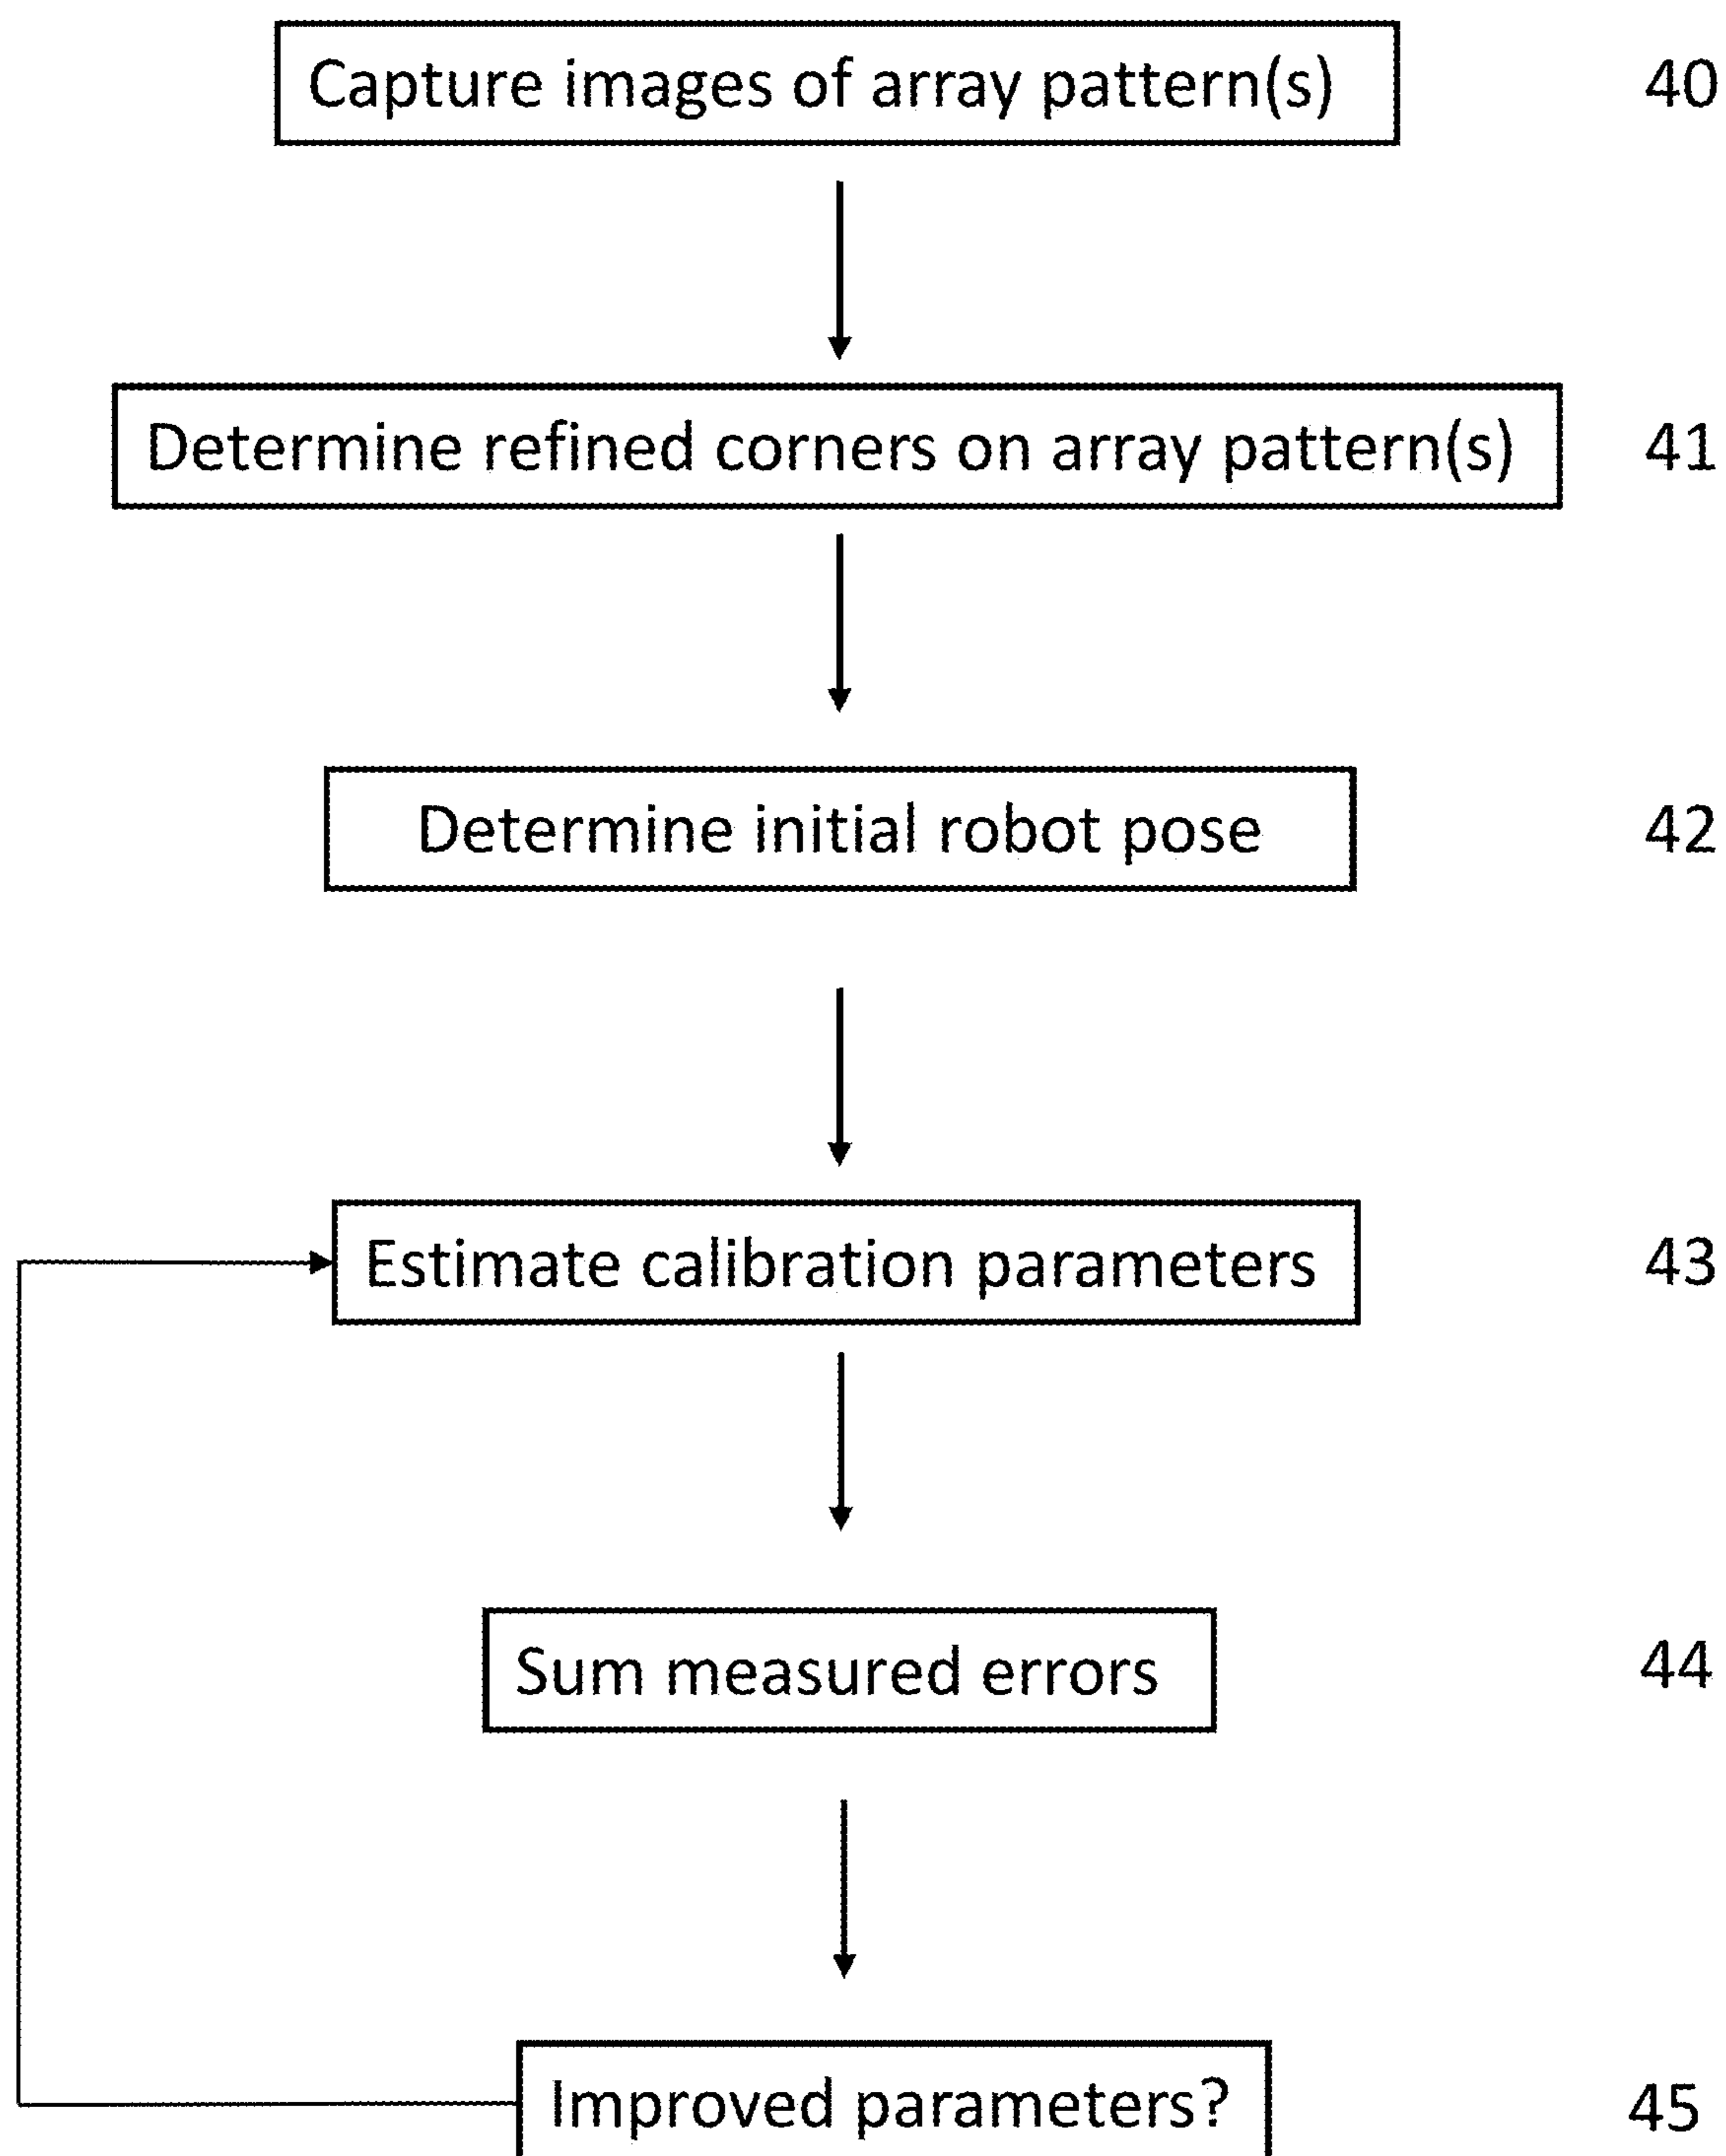 Capture images of array pattern(s) 40
Determine refined corners on array pattern(s) 41
Determine initial robot pose 42
Estimate calibration parameters 43
Sum measured errors 44
Improved parameters? 45